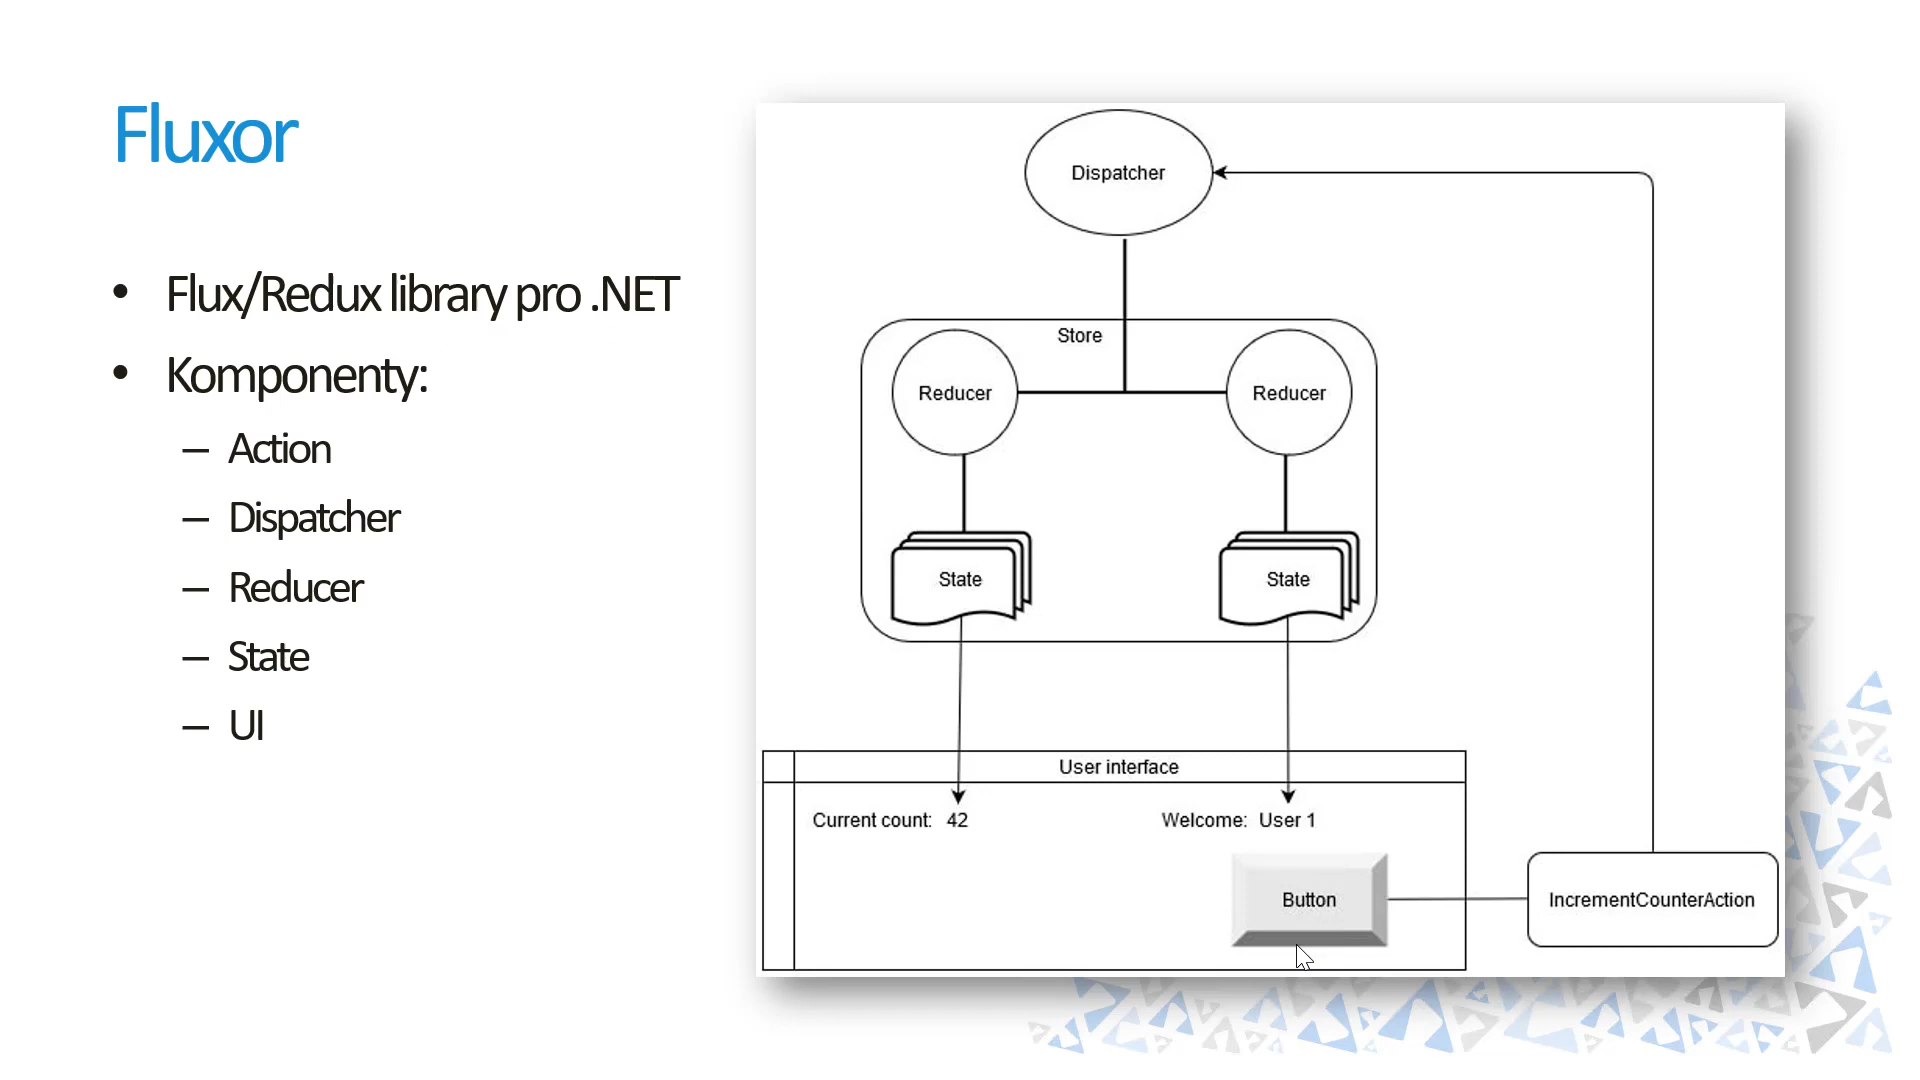 Fluxor
• Flux/Redux library pro .NET
• Komponenty:
– Action
– Dispatcher
– Reducer
– State
– UI
Dispatcher
Store
Reducer
Reducer
State
State
User interface
Current count: 42
Welcome: User 1
Button
IncrementCounterAction